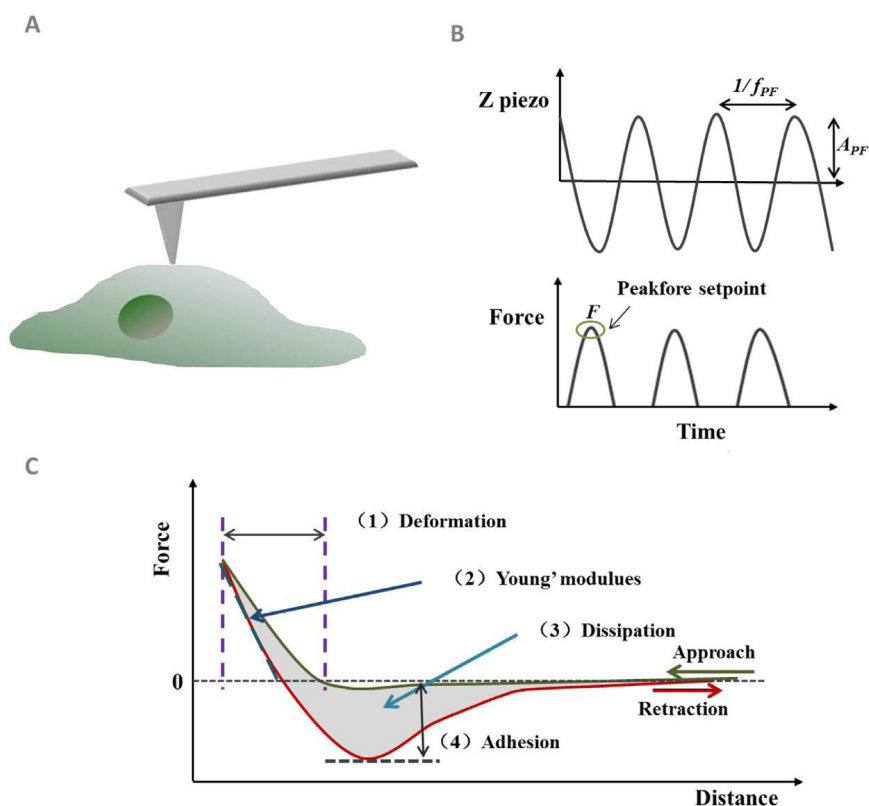 A
B
Z piezo
1/f_PF
A_PF
Peakfore setpoint
F
Force
Time
C
Force
（1）Deformation
（2）Young’modulues
（3）Dissipation
Approach
0
Retraction
（4）Adhesion
Distance